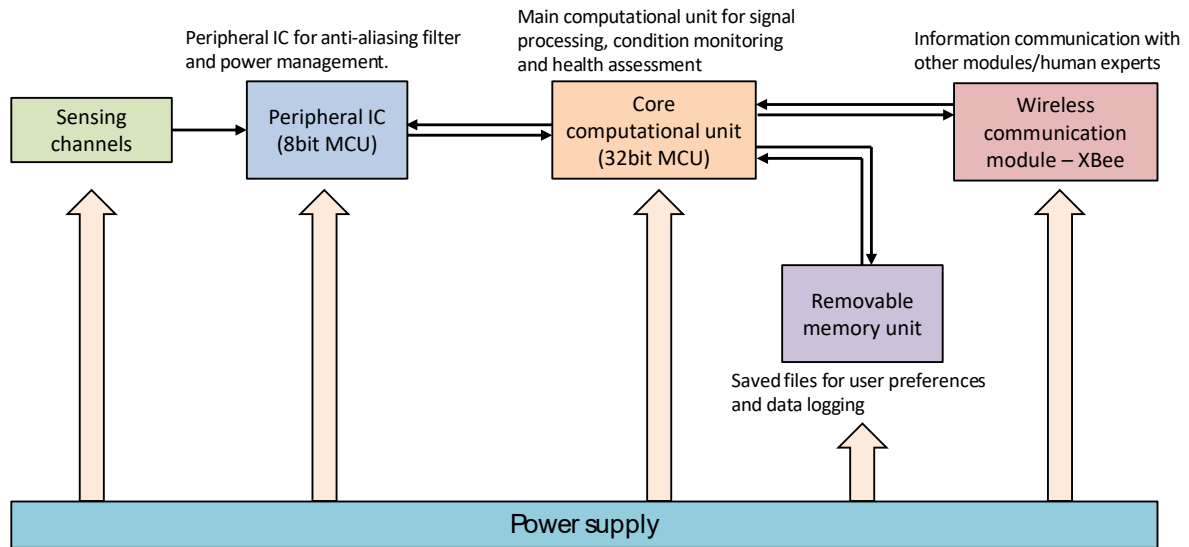 Peripheral IC for anti-aliasing filter
and power management.
Main computational unit for signal
processing, condition monitoring
and health assessment
Information communication with
other modules/human experts
Sensing
channels
Peripheral IC
(8bit MCU)
Core
computational unit
(32bit MCU)
Wireless
communication
module – XBee
Removable
memory unit
Saved files for user preferences
and data logging
Power supply